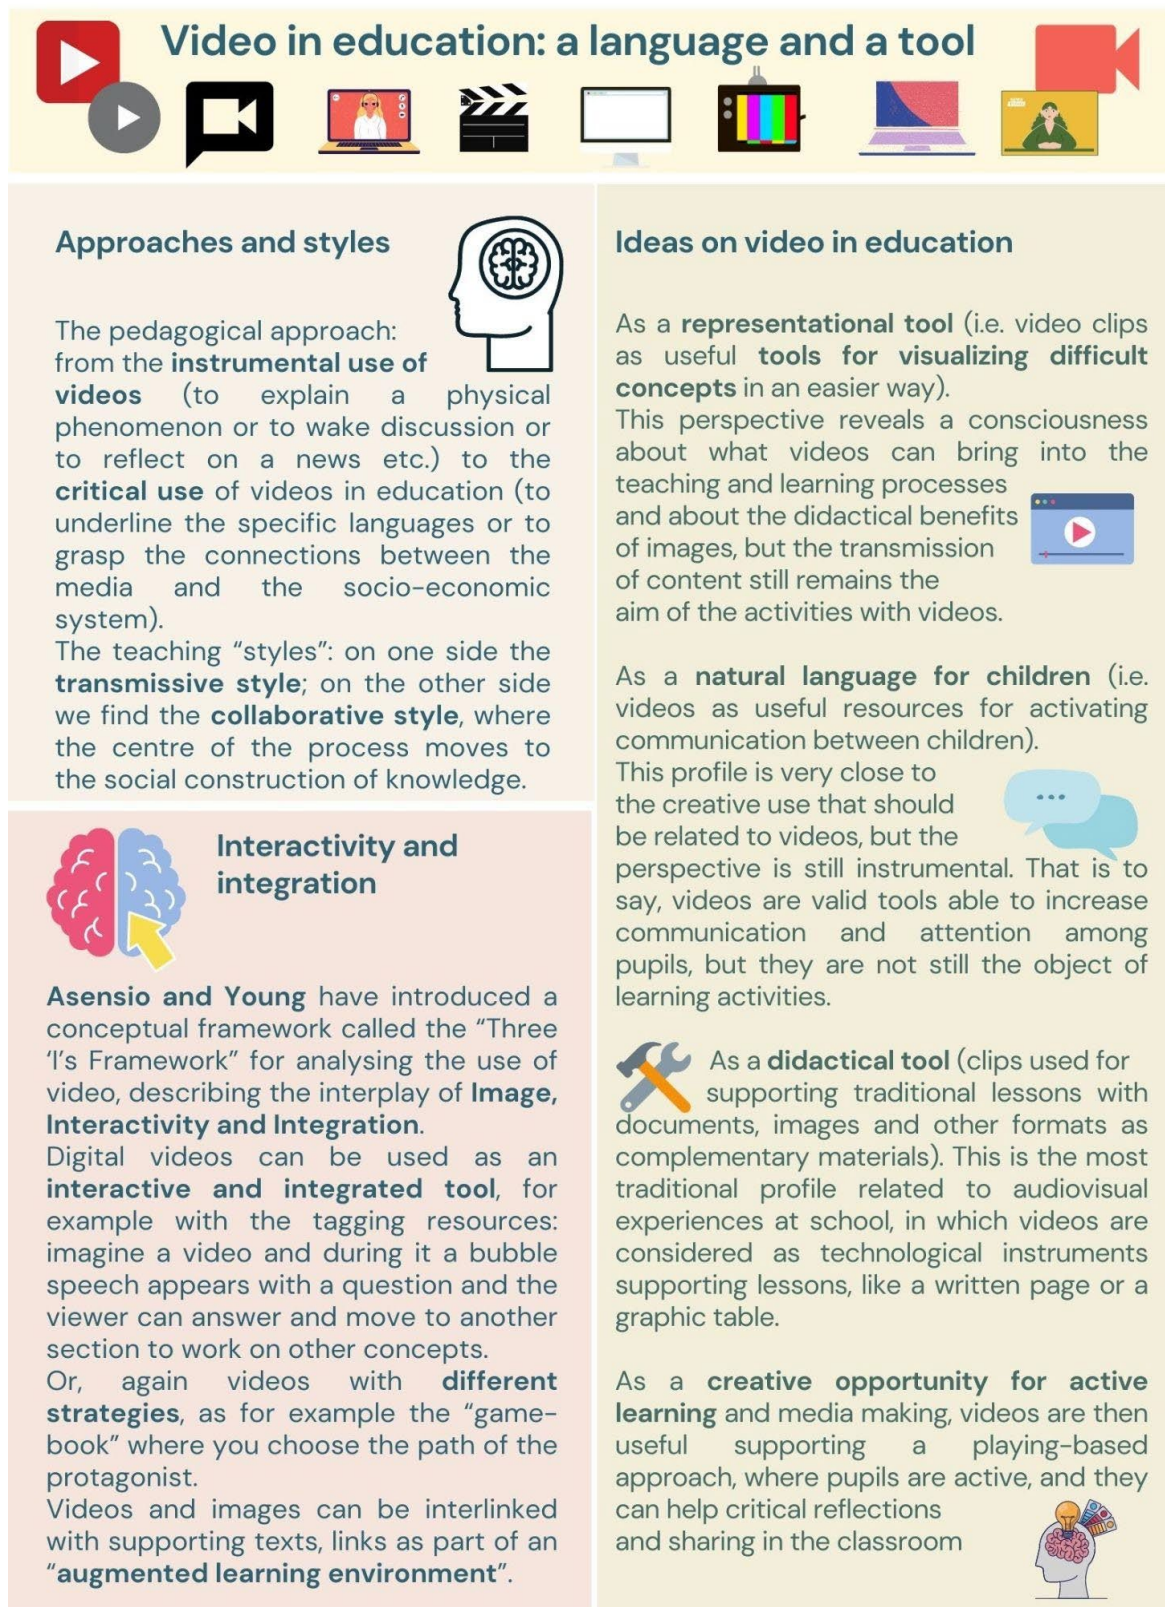 Video in education: a language and a tool
Approaches and styles
The pedagogical approach:
from the instrumental use of
videos (to explain a physical
phenomenon or to wake discussion or
to reflect on a news etc.) to the
critical use of videos in education (to
underline the specific languages or to
grasp the connections between the
media and the socio-economic
system).
The teaching “styles”: on one side the
transmissive style; on the other side
we find the collaborative style, where
the centre of the process moves to
the social construction of knowledge.
Interactivity and
integration
Asensio and Young have introduced a
conceptual framework called the “Three
‘I’s Framework” for analysing the use of
video, describing the interplay of Image,
Interactivity and Integration.
Digital videos can be used as an
interactive and integrated tool, for
example with the tagging resources:
imagine a video and during it a bubble
speech appears with a question and the
viewer can answer and move to another
section to work on other concepts.
Or, again videos with different
strategies, as for example the “game-
book” where you choose the path of the
protagonist.
Videos and images can be interlinked
with supporting texts, links as part of an
“augmented learning environment”.
Ideas on video in education
As a representational tool (i.e. video clips
as useful tools for visualizing difficult
concepts in an easier way).
This perspective reveals a consciousness
about what videos can bring into the
teaching and learning processes
and about the didactical benefits
of images, but the transmission
of content still remains the
aim of the activities with videos.
As a natural language for children (i.e.
videos as useful resources for activating
communication between children).
This profile is very close to
the creative use that should
be related to videos, but the
perspective is still instrumental. That is to
say, videos are valid tools able to increase
communication and attention among
pupils, but they are not still the object of
learning activities.
As a didactical tool (clips used for
supporting traditional lessons with
documents, images and other formats as
complementary materials). This is the most
traditional profile related to audiovisual
experiences at school, in which videos are
considered as technological instruments
supporting lessons, like a written page or a
graphic table.
As a creative opportunity for active
learning and media making, videos are then
useful supporting a playing-based
approach, where pupils are active, and they
can help critical reflections
and sharing in the classroom